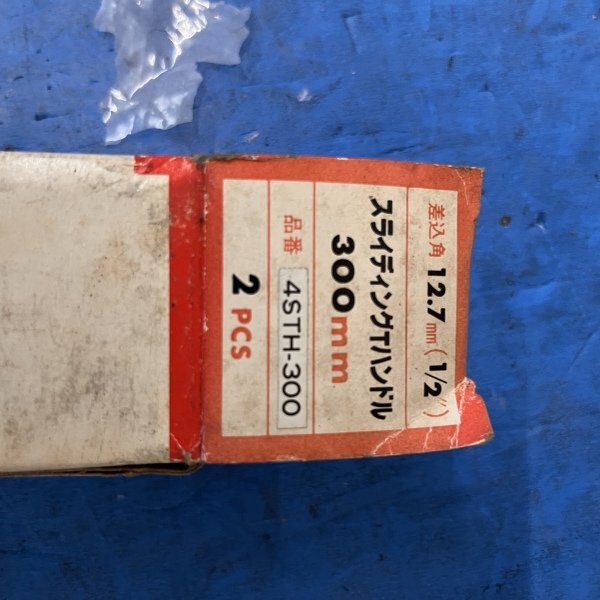 差込角 12.7mm (1/2")
スライディングTハンドル
300mm
品番 4STH-300
2 PCS